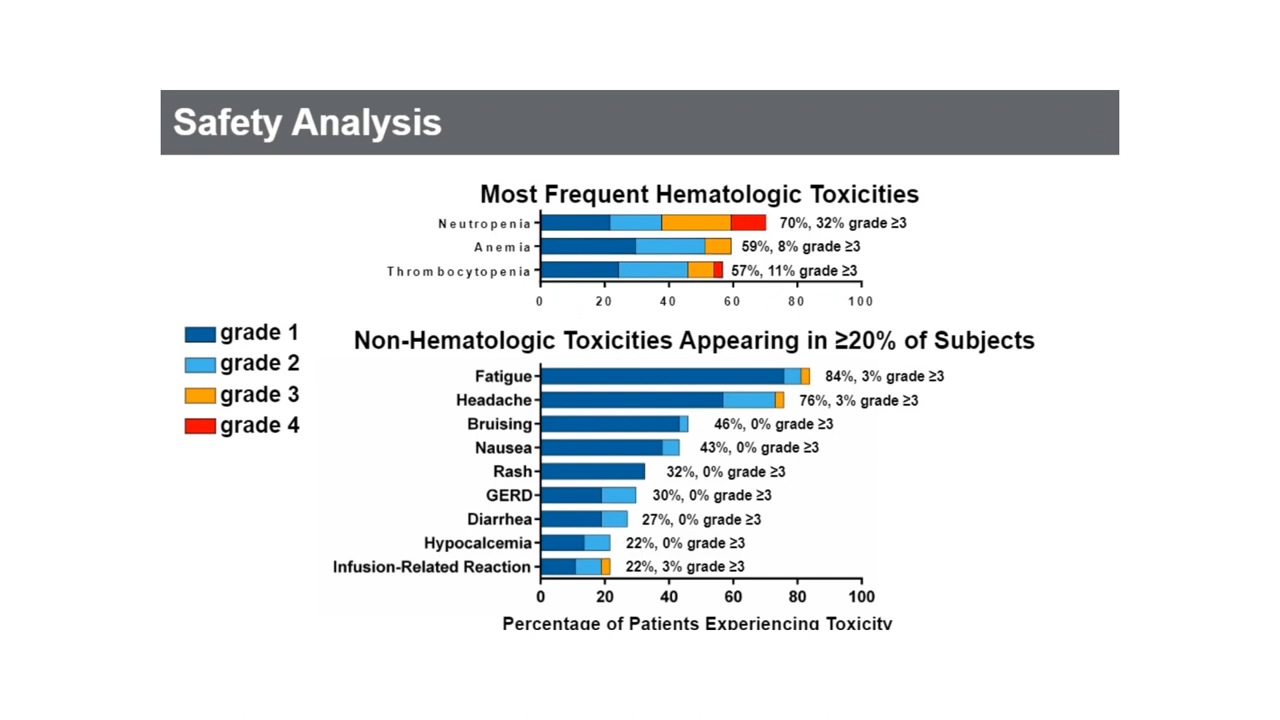 Safety Analysis
Most Frequent Hematologic Toxicities
Neutropenia 70%, 32% grade ≥3
Anemia 59%, 8% grade ≥3
Thrombocytopenia 57%, 11% grade ≥3
0 20 40 60 80 100
grade 1
grade 2
grade 3
grade 4
Non-Hematologic Toxicities Appearing in ≥20% of Subjects
Fatigue 84%, 3% grade ≥3
Headache 76%, 3% grade ≥3
Bruising 46%, 0% grade ≥3
Nausea 43%, 0% grade ≥3
Rash 32%, 0% grade ≥3
GERD 30%, 0% grade ≥3
Diarrhea 27%, 0% grade ≥3
Hypocalcemia 22%, 0% grade ≥3
Infusion-Related Reaction 22%, 3% grade ≥3
0 20 40 60 80 100
Percentage of Patients Experiencing Toxicity